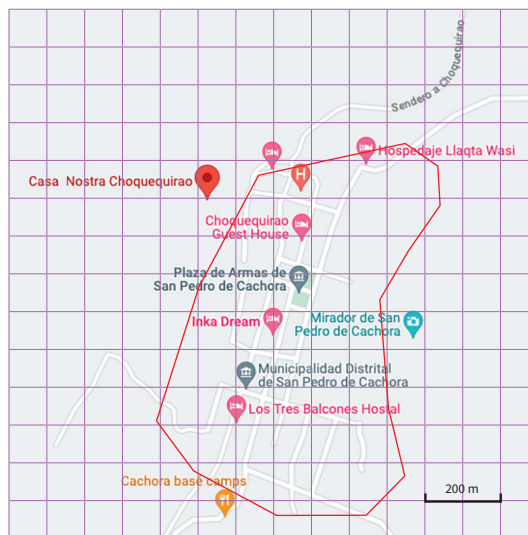 Sendero a Choquequirao
Hospedaje Llaqta Wasi
H
Casa Nostra Choquequirao
Choquequirao
Guest House
Plaza de Armas de
San Pedro de Cachora
Inka Dream
Mirador de San
Pedro de Cachora
Municipalidad Distrital
de San Pedro de Cachora
Los Tres Balcones Hostal
Cachora base camps
200 m